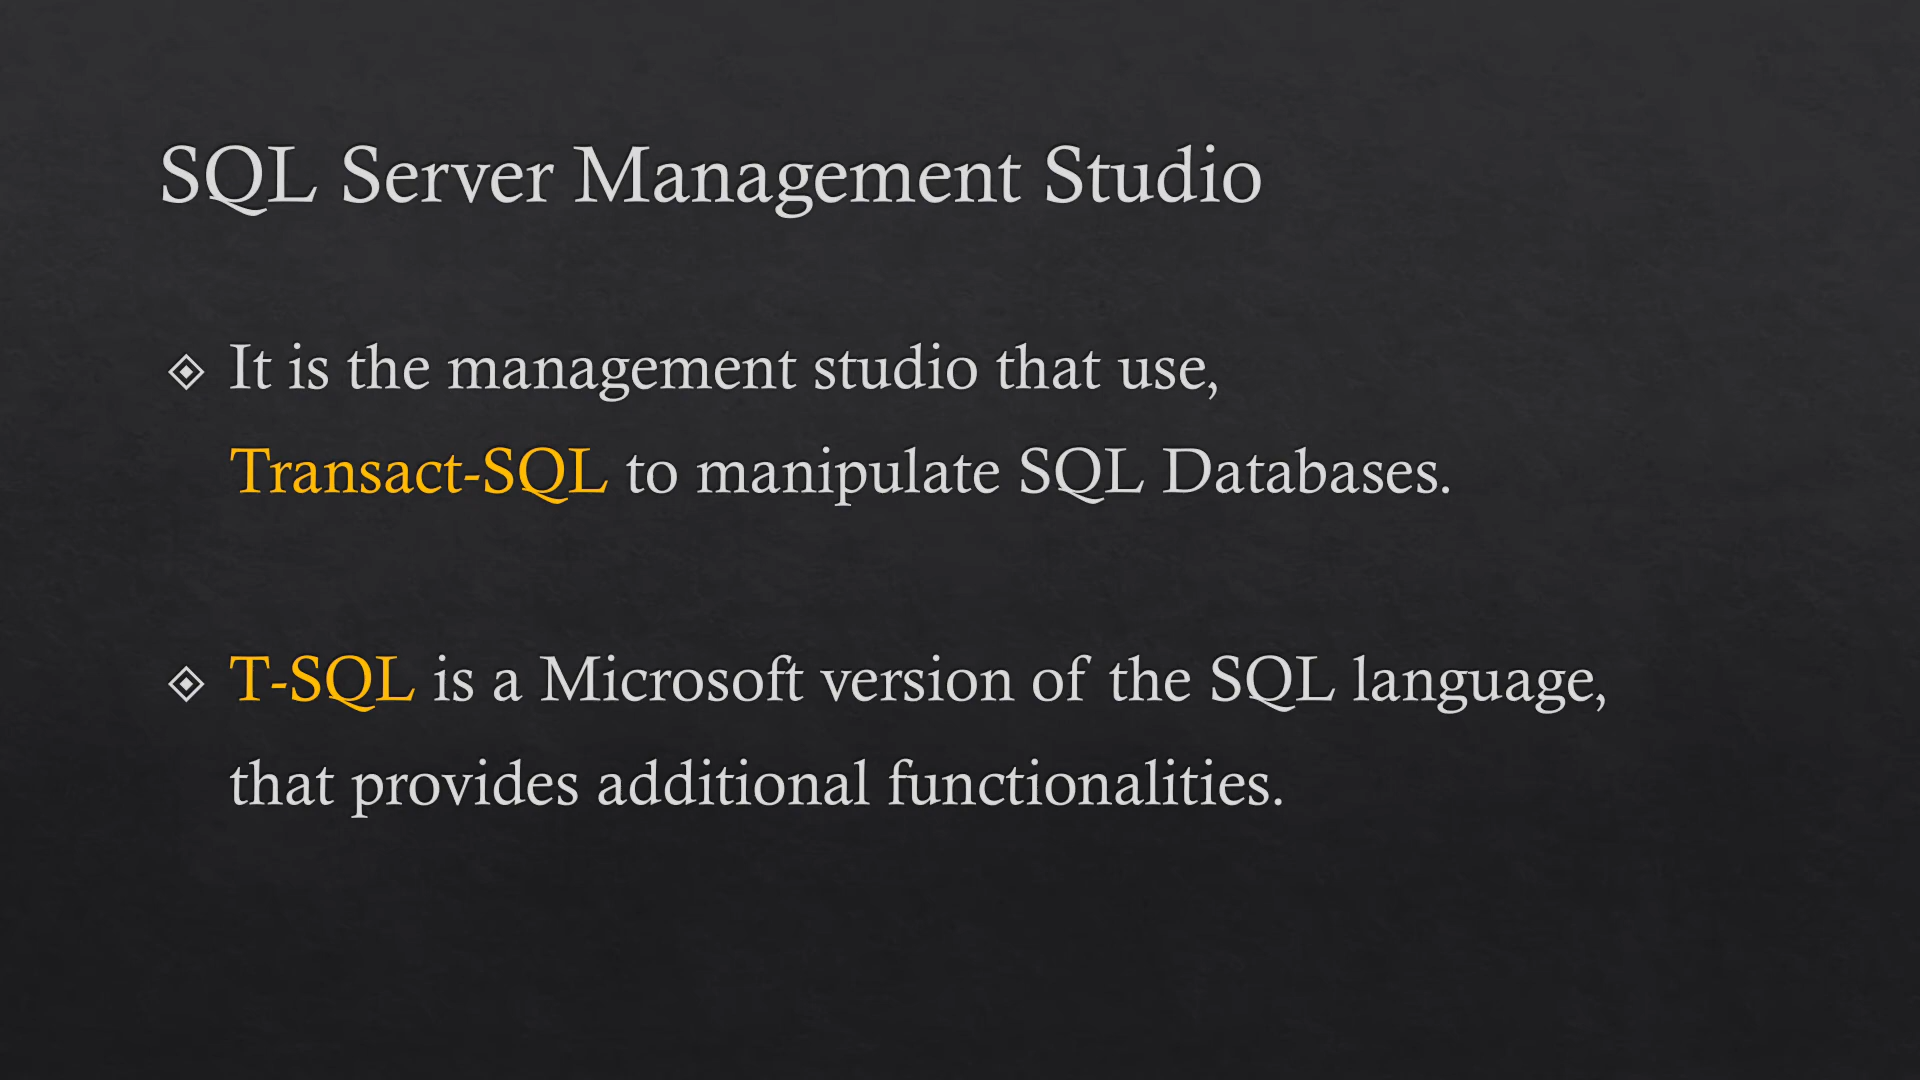 SQL Server Management Studio
It is the management studio that use,
Transact-SQL to manipulate SQL Databases.
T-SQL is a Microsoft version of the SQL language,
that provides additional functionalities.